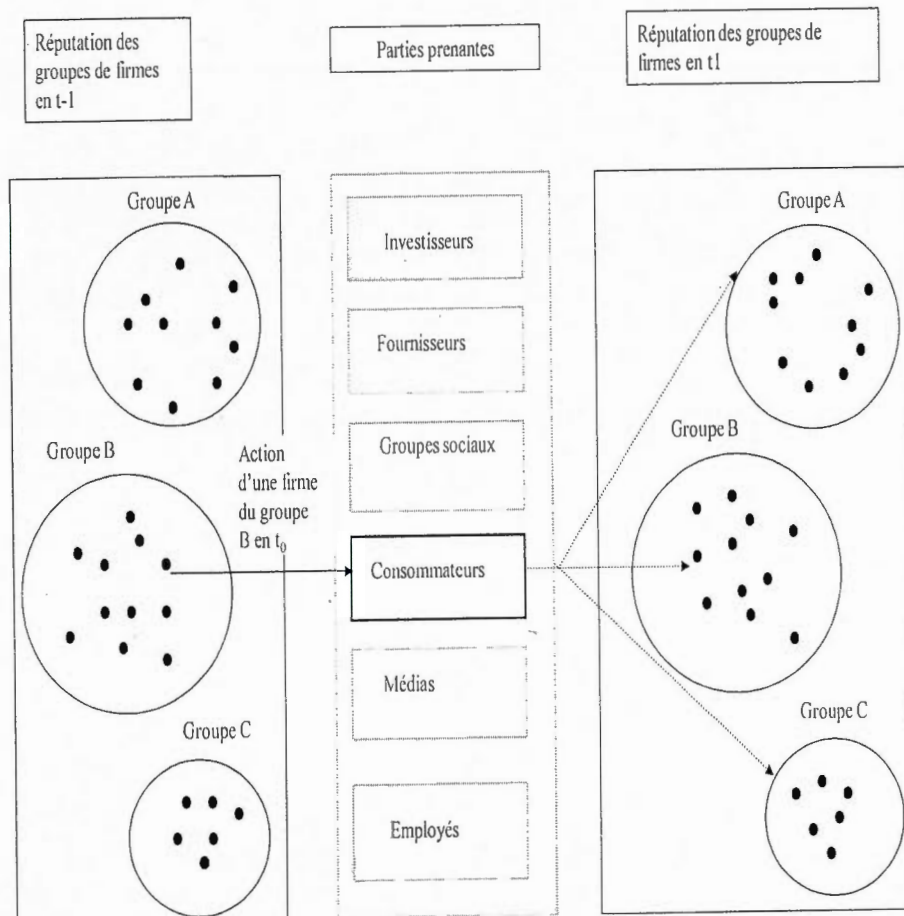 Réputation des
groupes de firmes
en t-1
Parties prenantes
Réputation des groupes de
firmes en t1
Groupe A
Groupe B
Action
d'une firme
du groupe
B en t₀
Groupe C
Investisseurs
Fournisseurs
Groupes sociaux
Consommateurs
Médias
Employés
Groupe A
Groupe B
Groupe C